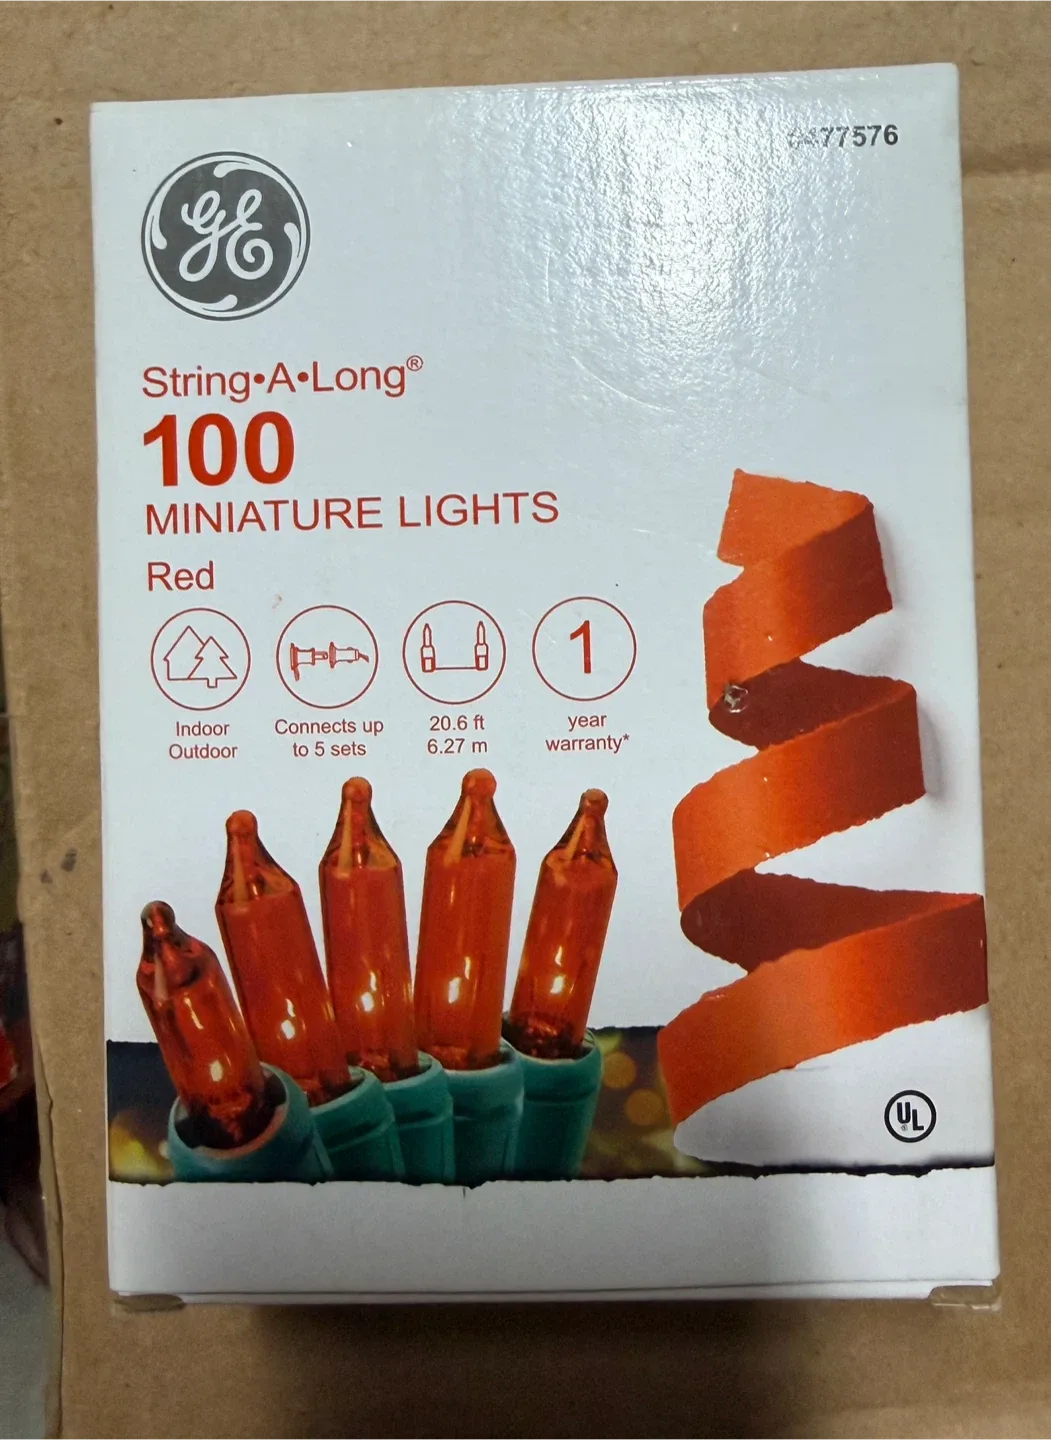 GE
String•A•Long®
100
MINIATURE LIGHTS
Red
1
Indoor
Outdoor
Connects up
to 5 sets
20.6 ft
6.27 m
year
warranty*
UL